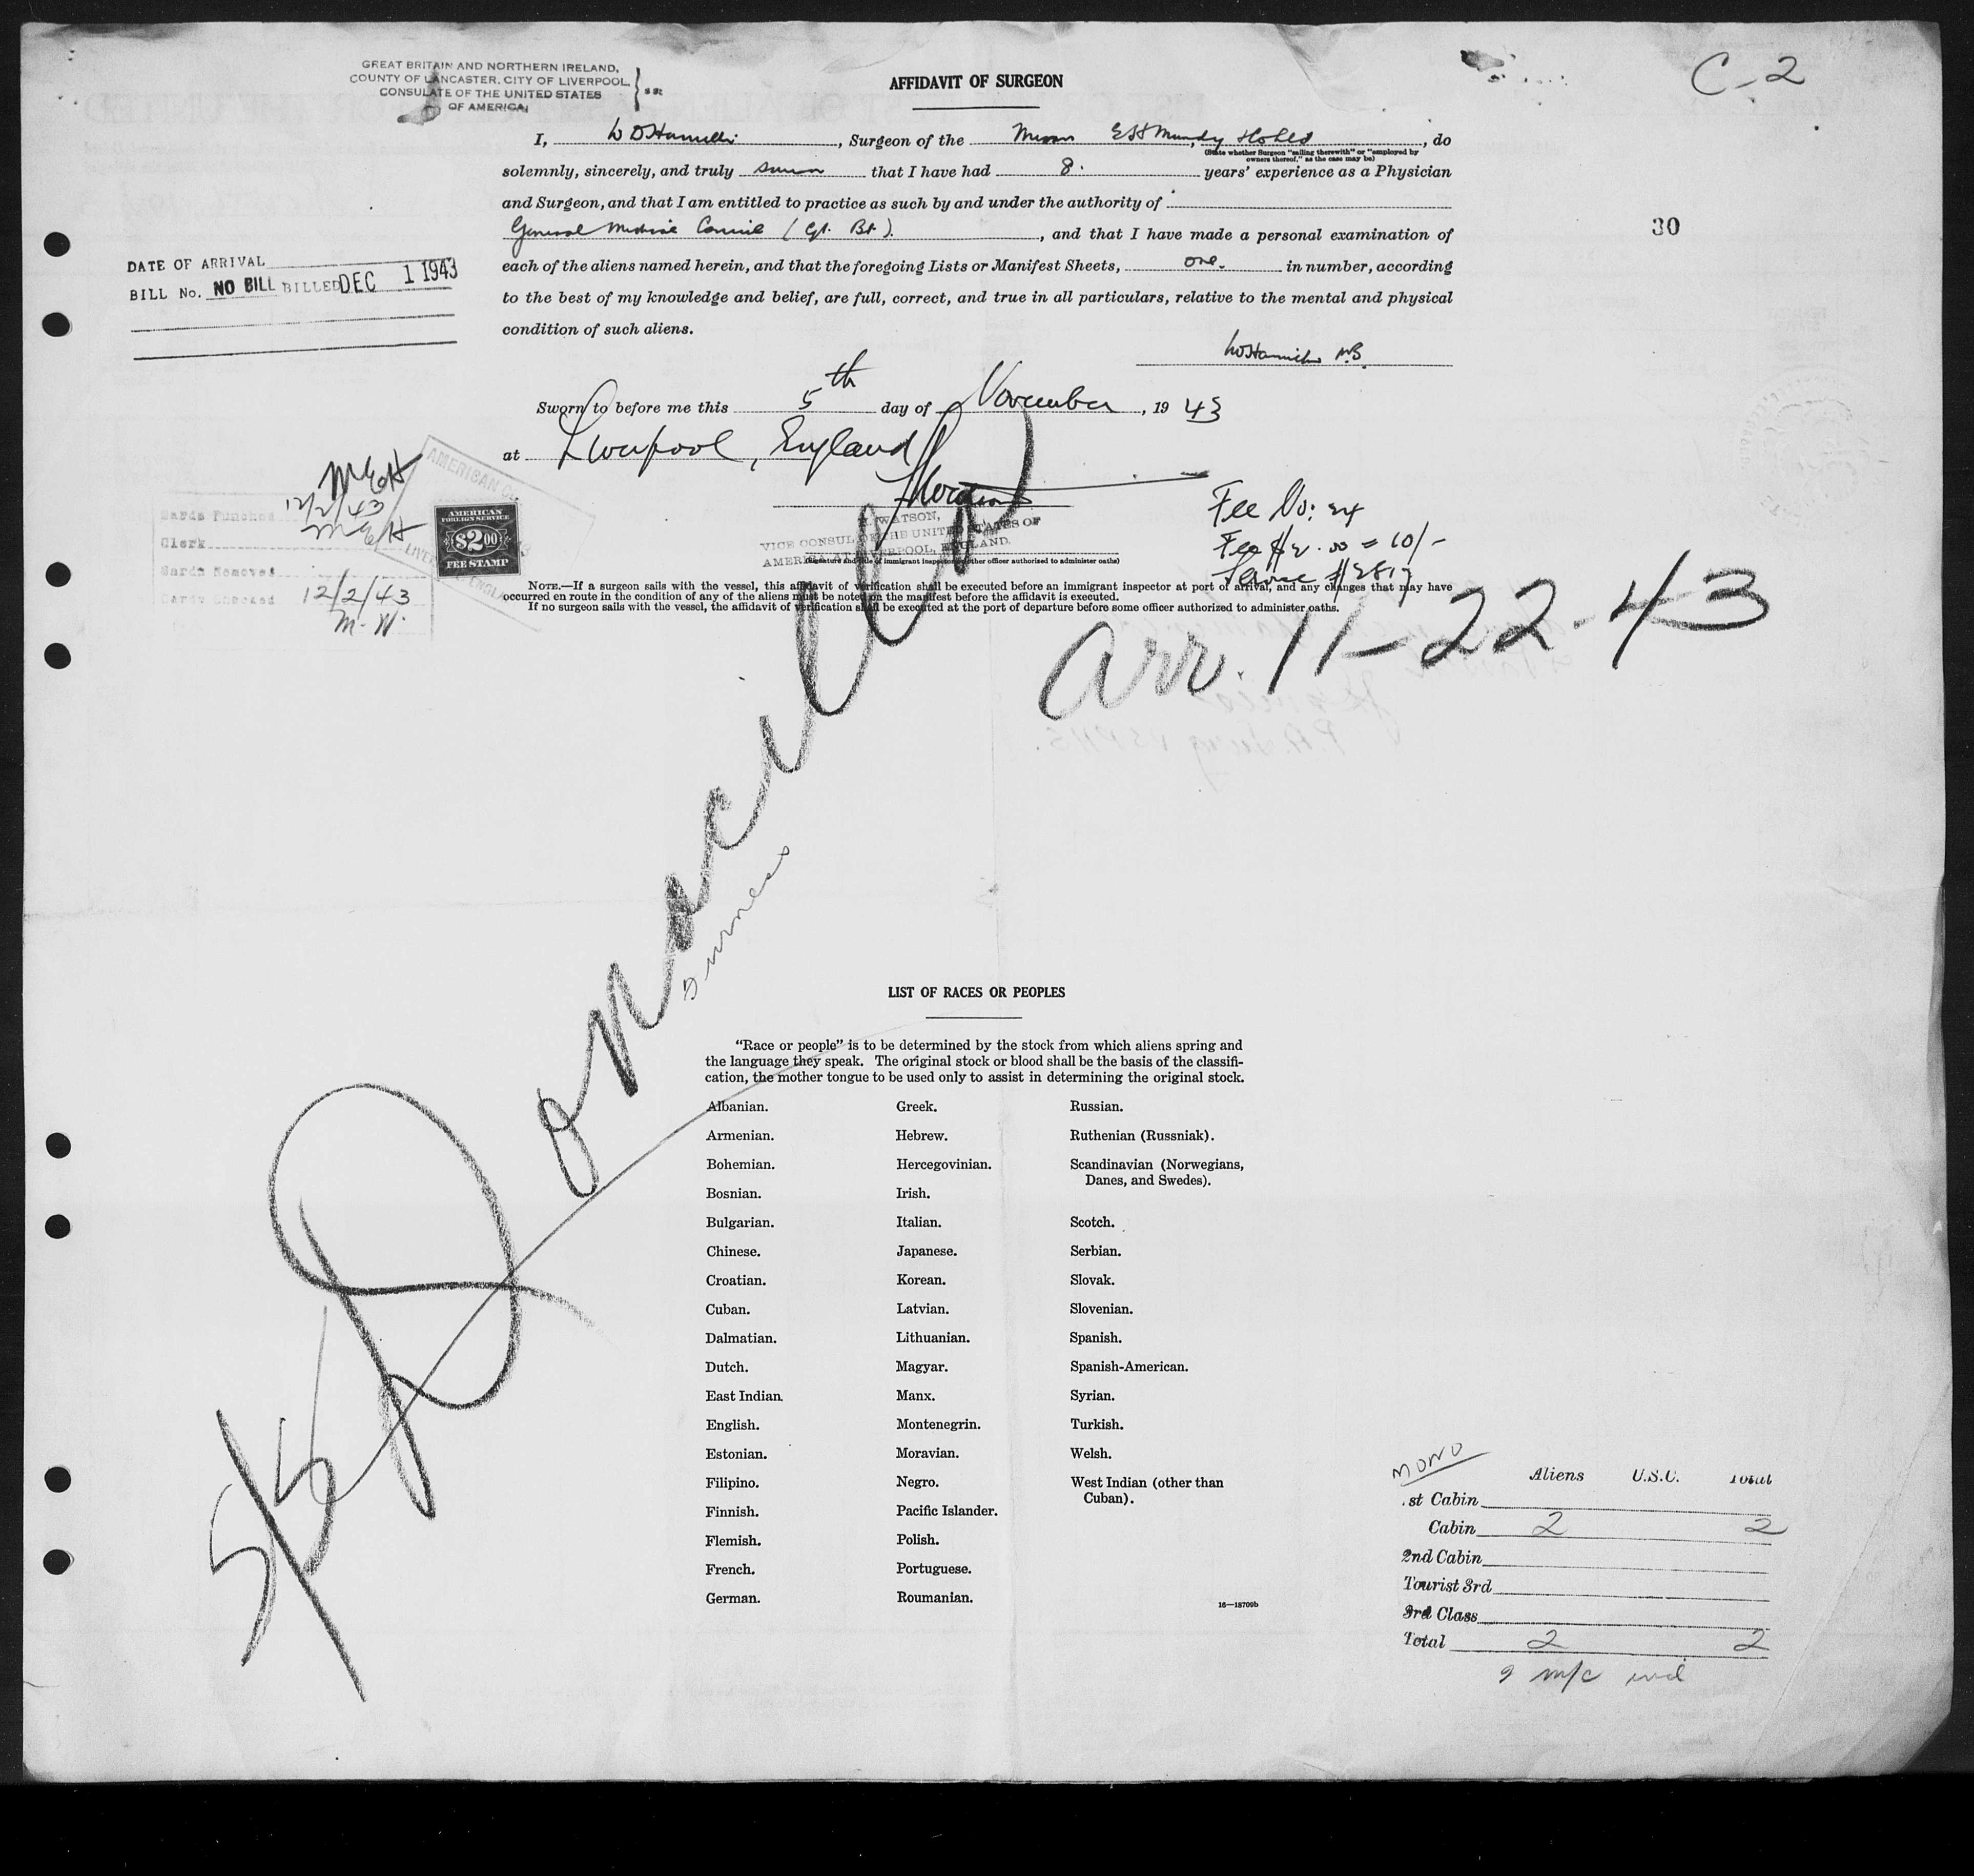 C-2
GREAT BRITAIN AND NORTHERN IRELAND,
COUNTY OF LANCASTER, CITY OF LIVERPOOL,
CONSULATE OF THE UNITED STATES
OF AMERICA,
} ss:
AFFIDAVIT OF SURGEON
I, , Surgeon of the , do
(State whether Surgeon "sailing therewith" or "employed by
owners thereof," as the case may be)
solemnly, sincerely, and truly sworn that I have had 8. years' experience as a Physician
and Surgeon, and that I am entitled to practice as such by and under the authority of
General Medical Council (Gt. Bt.), and that I have made a personal examination of
30
each of the aliens named herein, and that the foregoing Lists or Manifest Sheets, one. in number, according
to the best of my knowledge and belief, are full, correct, and true in all particulars, relative to the mental and physical
condition of such aliens.
DATE OF ARRIVAL
BILL No. NO BILL BILLED DEC 1 1943
Sworn to before me this 5th day of November, 19 43
at Liverpool, England
WATSON,
VICE CONSUL OF THE UNITED STATES OF
AMERICA AT LIVERPOOL, ENGLAND.
(Signature and title of immigrant inspector or other officer authorized to administer oaths)
12/2/43
Cards Punched
Clerk
Cards Removed
Cards Checked 12/2/43
M. W.
AMERICAN
FOREIGN SERVICE
$2.00
FEE STAMP
Fee No: 24
Fee $2.00 = 10/-
NOTE.—If a surgeon sails with the vessel, this affidavit of verification shall be executed before an immigrant inspector at port of arrival, and any changes that may have
occurred en route in the condition of any of the aliens must be noted on the manifest before the affidavit is executed.
If no surgeon sails with the vessel, the affidavit of verification shall be executed at the port of departure before some officer authorized to administer oaths.
Arr. 11-22-43
LIST OF RACES OR PEOPLES
"Race or people" is to be determined by the stock from which aliens spring and
the language they speak. The original stock or blood shall be the basis of the classifi-
cation, the mother tongue to be used only to assist in determining the original stock.
Albanian.
Armenian.
Bohemian.
Bosnian.
Bulgarian.
Chinese.
Croatian.
Cuban.
Dalmatian.
Dutch.
East Indian
English.
Estonian.
Filipino.
Finnish.
Flemish.
French.
German.
Greek.
Hebrew.
Hercegovinian.
Irish.
Italian.
Japanese.
Korean.
Latvian.
Lithuanian.
Magyar.
Manx.
Montenegrin.
Moravian.
Negro.
Pacific Islander.
Polish.
Portuguese.
Roumanian.
Russian.
Ruthenian (Russniak).
Scandinavian (Norwegians,
Danes, and Swedes).
Scotch.
Serbian.
Slovak.
Slovenian.
Spanish.
Spanish-American.
Syrian.
Turkish.
Welsh.
West Indian (other than
Cuban).
16—18709b
MONO
Aliens U.S.C. Total
1st Cabin
Cabin 2 2
2nd Cabin
Tourist 3rd
3rd Class
Total 2 2